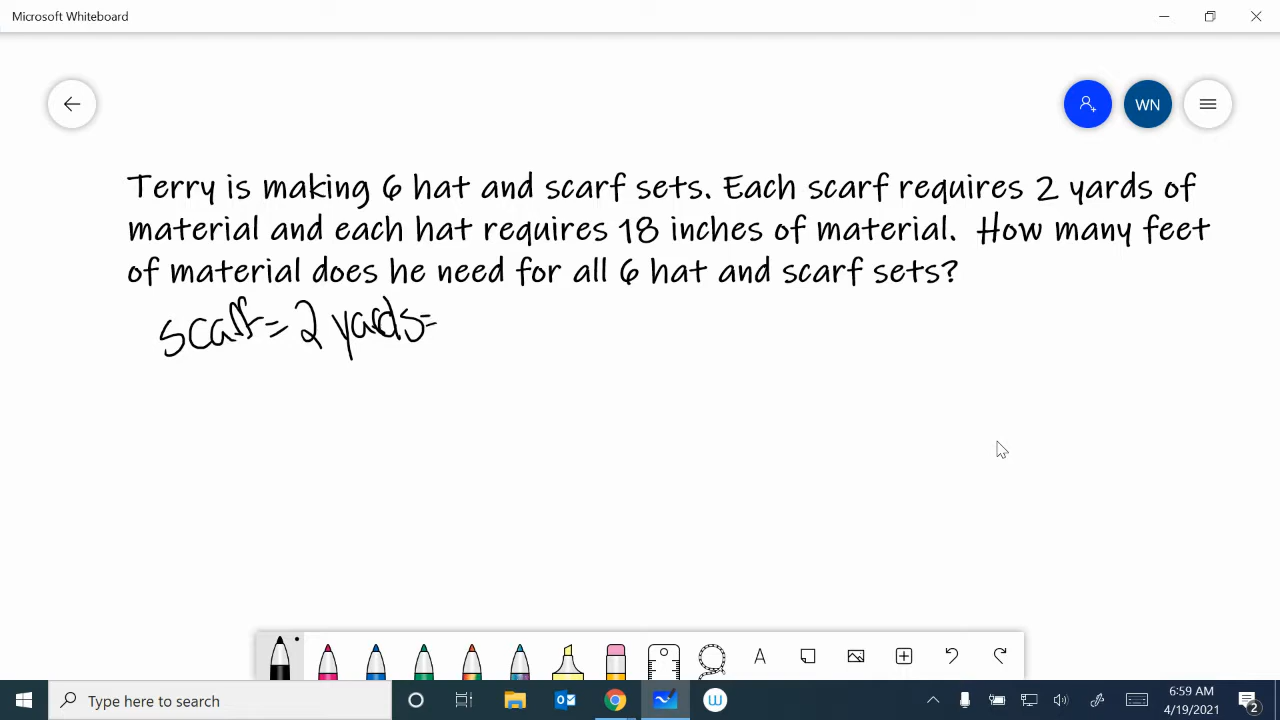 Microsoft Whiteboard
WN
Terry is making 6 hat and scarf sets. Each scarf requires 2 yards of
material and each hat requires 18 inches of material. How many feet
of material does he need for all 6 hat and scarf sets?
scarf = 2 yards =
A
Type here to search
W
6:59 AM
4/19/2021
2